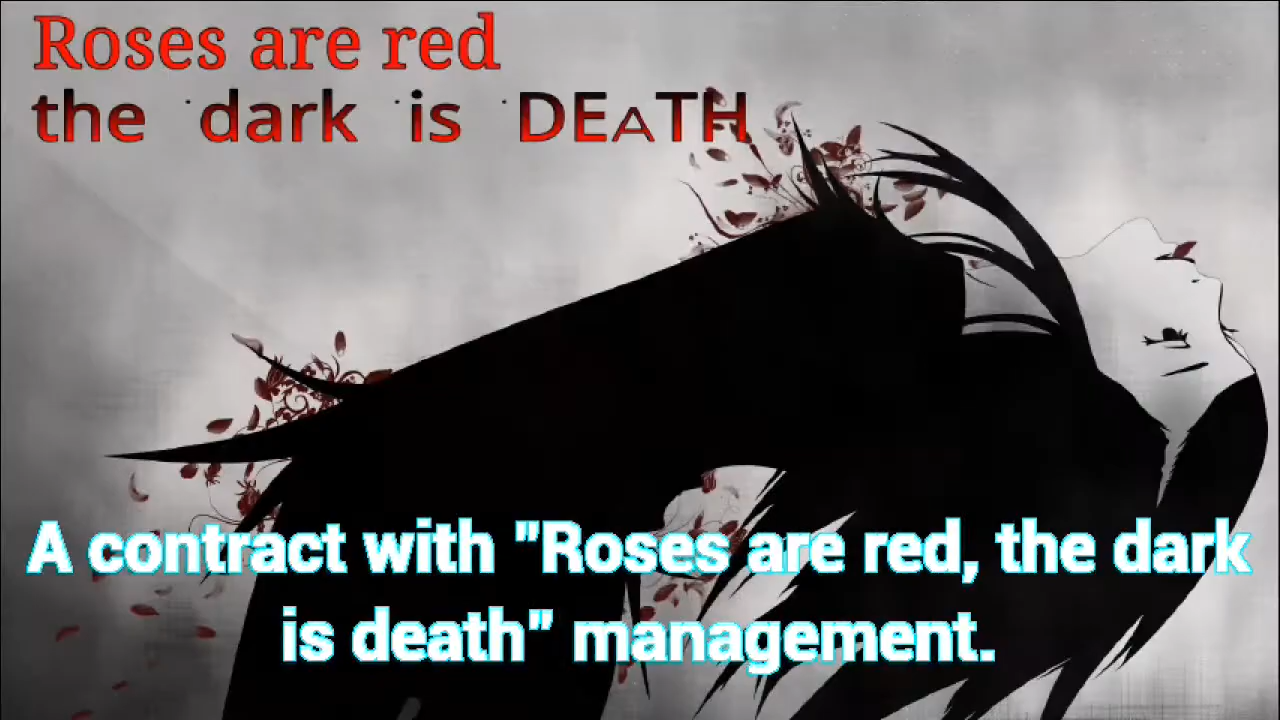 Roses are red
the dark is DEATH
A contract with "Roses are red, the dark
is death" management.